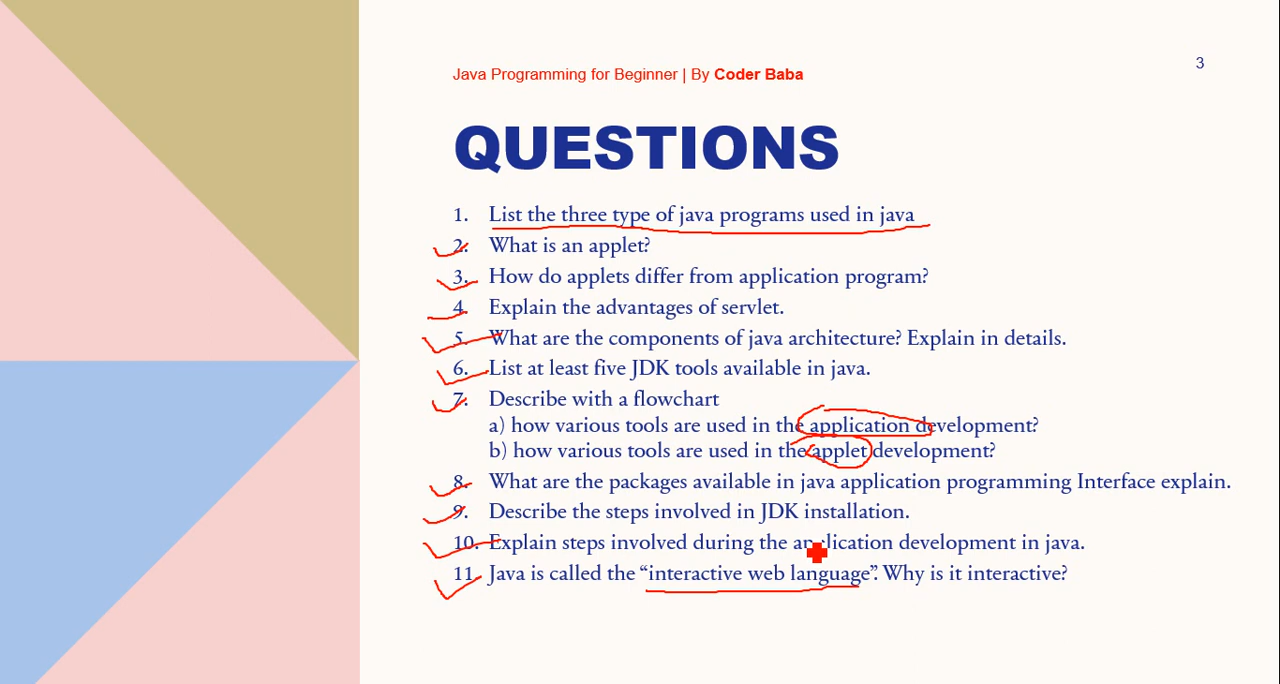 3
Java Programming for Beginner | By Coder Baba
QUESTIONS
1. List the three type of java programs used in java
2. What is an applet?
3. How do applets differ from application program?
4. Explain the advantages of servlet.
5. What are the components of java architecture? Explain in details.
6. List at least five JDK tools available in java.
7. Describe with a flowchart
a) how various tools are used in the application development?
b) how various tools are used in the applet development?
8. What are the packages available in java application programming Interface explain.
9. Describe the steps involved in JDK installation.
10. Explain steps involved during the application development in java.
11. Java is called the “interactive web language”. Why is it interactive?